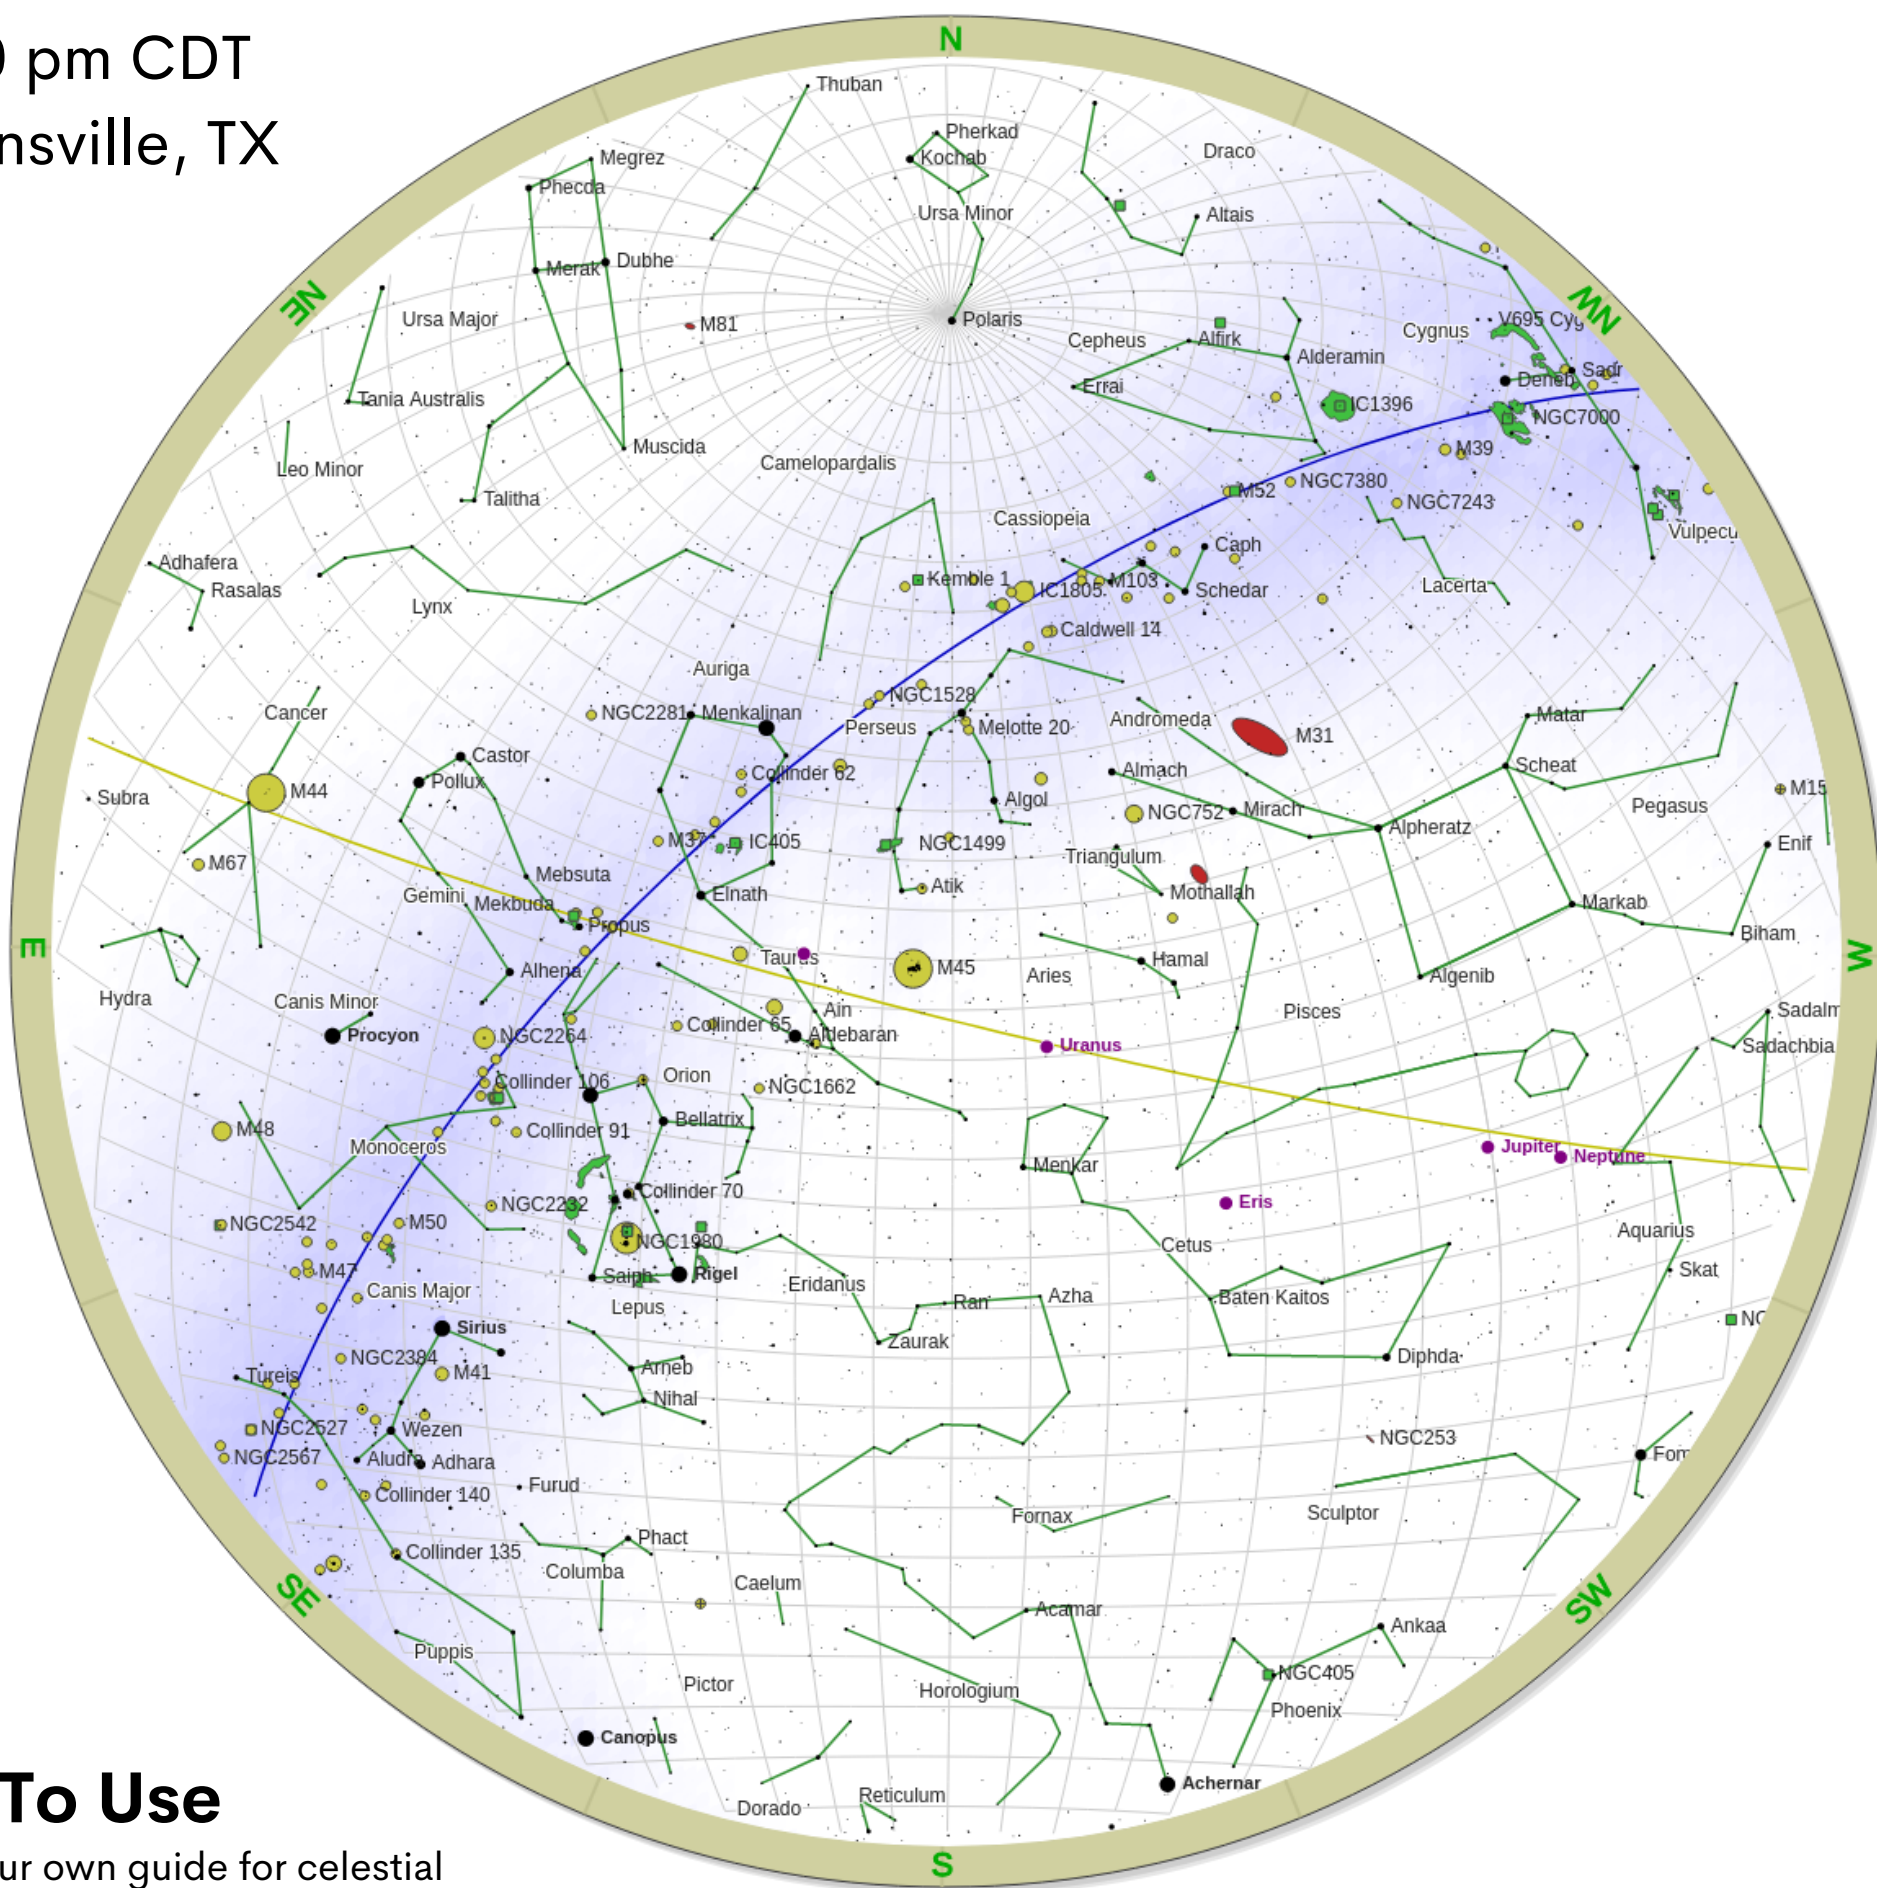 0 pm CDT
nsville, TX
N
Thuban
Pherkad
Kochab
Draco
Megrez
Phecda
Ursa Minor
Altais
Dubhe
Merak
NE
NW
Ursa Major
M81
Polaris
V695 Cyg
Cepheus
Alfirk
Cygnus
Alderamin
Sadr
Deneb
Errai
Tania Australis
IC1396
NGC7000
Muscida
M39
Leo Minor
Camelopardalis
NGC7380
M52
Talitha
NGC7243
Cassiopeia
Vulpecu
Caph
Adhafera
Kemble 1
M103
Rasalas
IC1805
Schedar
Lacerta
Lynx
Caldwell 14
Auriga
NGC1528
Cancer
NGC2281
Menkalinan
Matar
Andromeda
Perseus
Melotte 20
M31
Castor
Scheat
Collinder 62
Almach
Pollux
M44
M15
Subra
Algol
Pegasus
Mirach
NGC752
Alpheratz
M37
IC405
NGC1499
Enif
Triangulum
M67
Mebsuta
Atik
Mothallah
Elnath
Gemini
Mekbuda
Markab
Propus
Biham
E
W
Taurus
Hamal
M45
Alhena
Aries
Algenib
Hydra
Canis Minor
Ain
Pisces
Sadalm
Collinder 65
Procyon
NGC2264
Aldebaran
Uranus
Sadachbia
Orion
Collinder 106
NGC1662
Bellatrix
M48
Collinder 91
Monoceros
Jupiter
Neptune
Menkar
Collinder 70
NGC2232
Eris
NGC2542
M50
Aquarius
NGC1980
Cetus
M47
Skat
Saiph
Rigel
Eridanus
Canis Major
Azha
Baten Kaitos
Ran
Lepus
NC
Sirius
Zaurak
NGC2384
Diphda
Arneb
M41
Tureis
Nihal
NGC2527
Wezen
NGC253
NGC2567
Aludra
Adhara
Fom
Furud
Collinder 140
Sculptor
Fornax
Phact
Collinder 135
Columba
Caelum
SE
SW
Acamar
Ankaa
Puppis
NGC405
Pictor
Horologium
Phoenix
Canopus
Achernar
Reticulum
Dorado
To Use
S
ur own guide for celestial